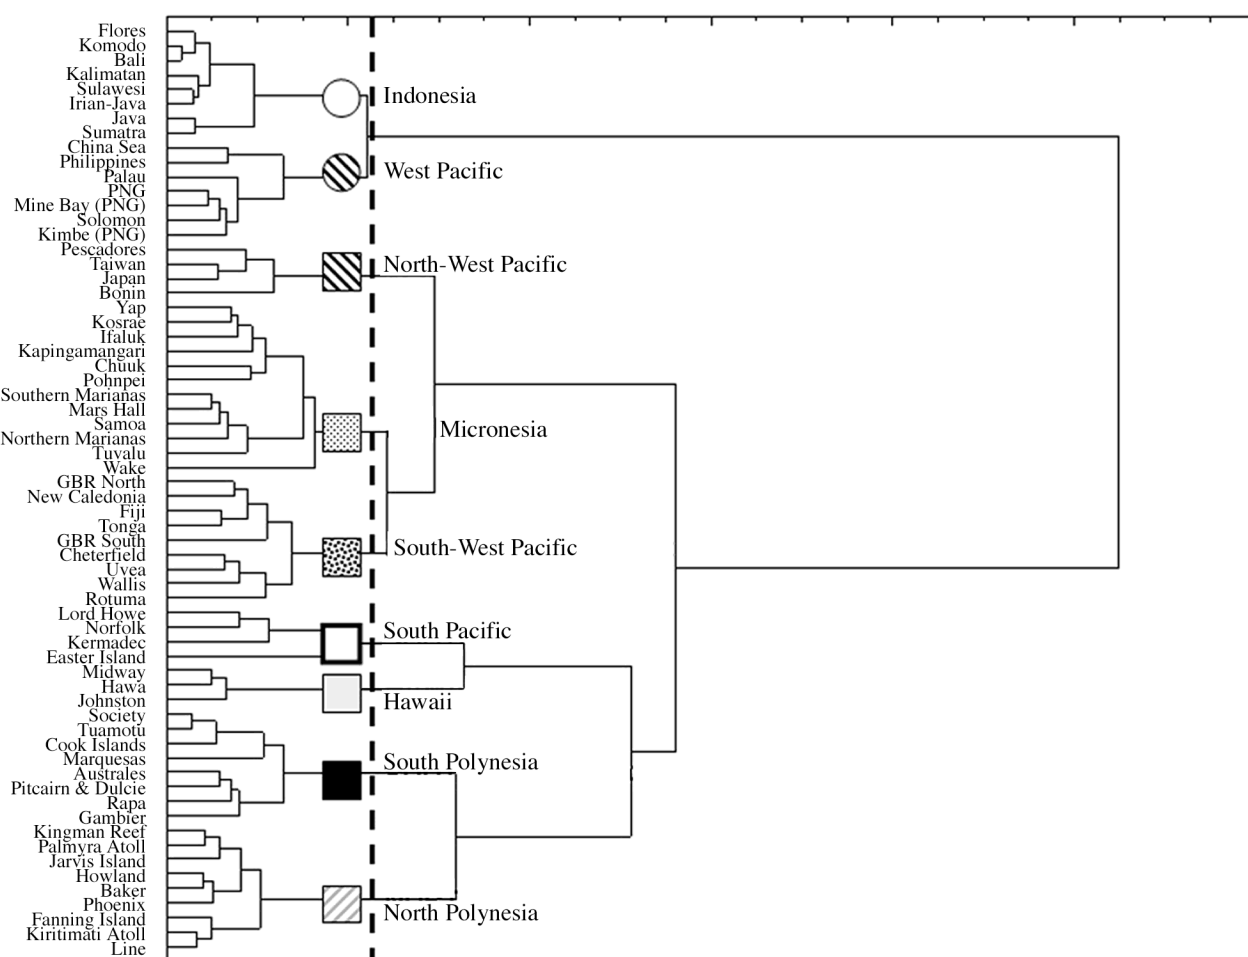 Flores
Komodo
Bali
Kalimatan
Sulawesi
Irian-Java
Java
Sumatra
China Sea
Philippines
Palau
PNG
Mine Bay (PNG)
Solomon
Kimbe (PNG)
Pescadores
Taiwan
Japan
Bonin
Yap
Kosrae
Ifaluk
Kapingamangari
Chuuk
Pohnpei
Southern Marianas
Mars Hall
Samoa
Northern Marianas
Tuvalu
Wake
GBR North
New Caledonia
Fiji
Tonga
GBR South
Cheterfield
Uvea
Wallis
Rotuma
Lord Howe
Norfolk
Kermadec
Easter Island
Midway
Hawa
Johnston
Society
Tuamotu
Cook Islands
Marquesas
Australes
Pitcairn & Dulcie
Rapa
Gambier
Kingman Reef
Palmyra Atoll
Jarvis Island
Howland
Baker
Phoenix
Fanning Island
Kiritimati Atoll
Line
Indonesia
West Pacific
North-West Pacific
Micronesia
South-West Pacific
South Pacific
Hawaii
South Polynesia
North Polynesia